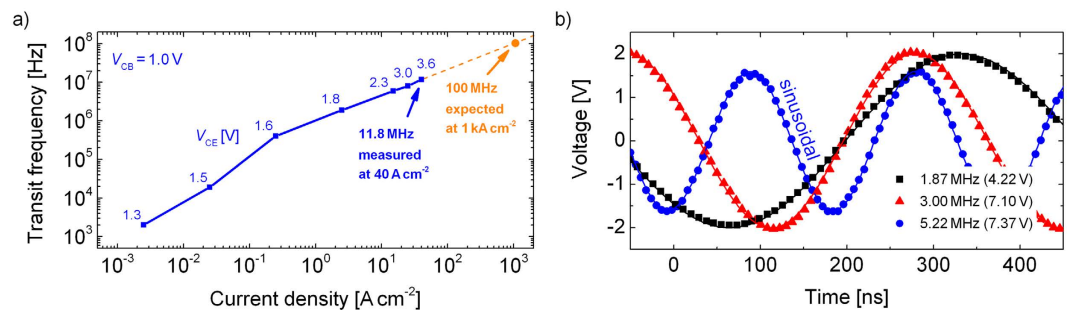 a)
V_CB = 1.0 V
Transit frequency [Hz]
10^8
10^7
10^6
10^5
10^4
10^3
1.3
1.5
1.6
1.8
2.3
3.0
3.6
V_CE [V]
100 MHz
expected
at 1 kA cm^-2
11.8 MHz
measured
at 40 A cm^-2
10^-3 10^-2 10^-1 10^0 10^1 10^2 10^3
Current density [A cm^-2]
b)
Voltage [V]
2
1
0
-1
-2
sinusoidal
1.87 MHz (4.22 V)
3.00 MHz (7.10 V)
5.22 MHz (7.37 V)
0 100 200 300 400
Time [ns]